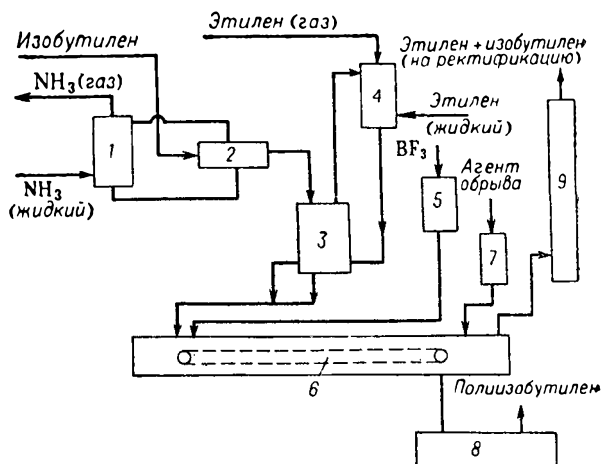 Этилен (газ)
Изобутилен
Этилен + изобутилен
(на ректификацию)
NH₃ (газ)
4
Этилен
(жидкий)
1
2
BF₃
Агент
обрыва
9
NH₃
(жидкий)
5
3
7
6
Полиизобутилен
8